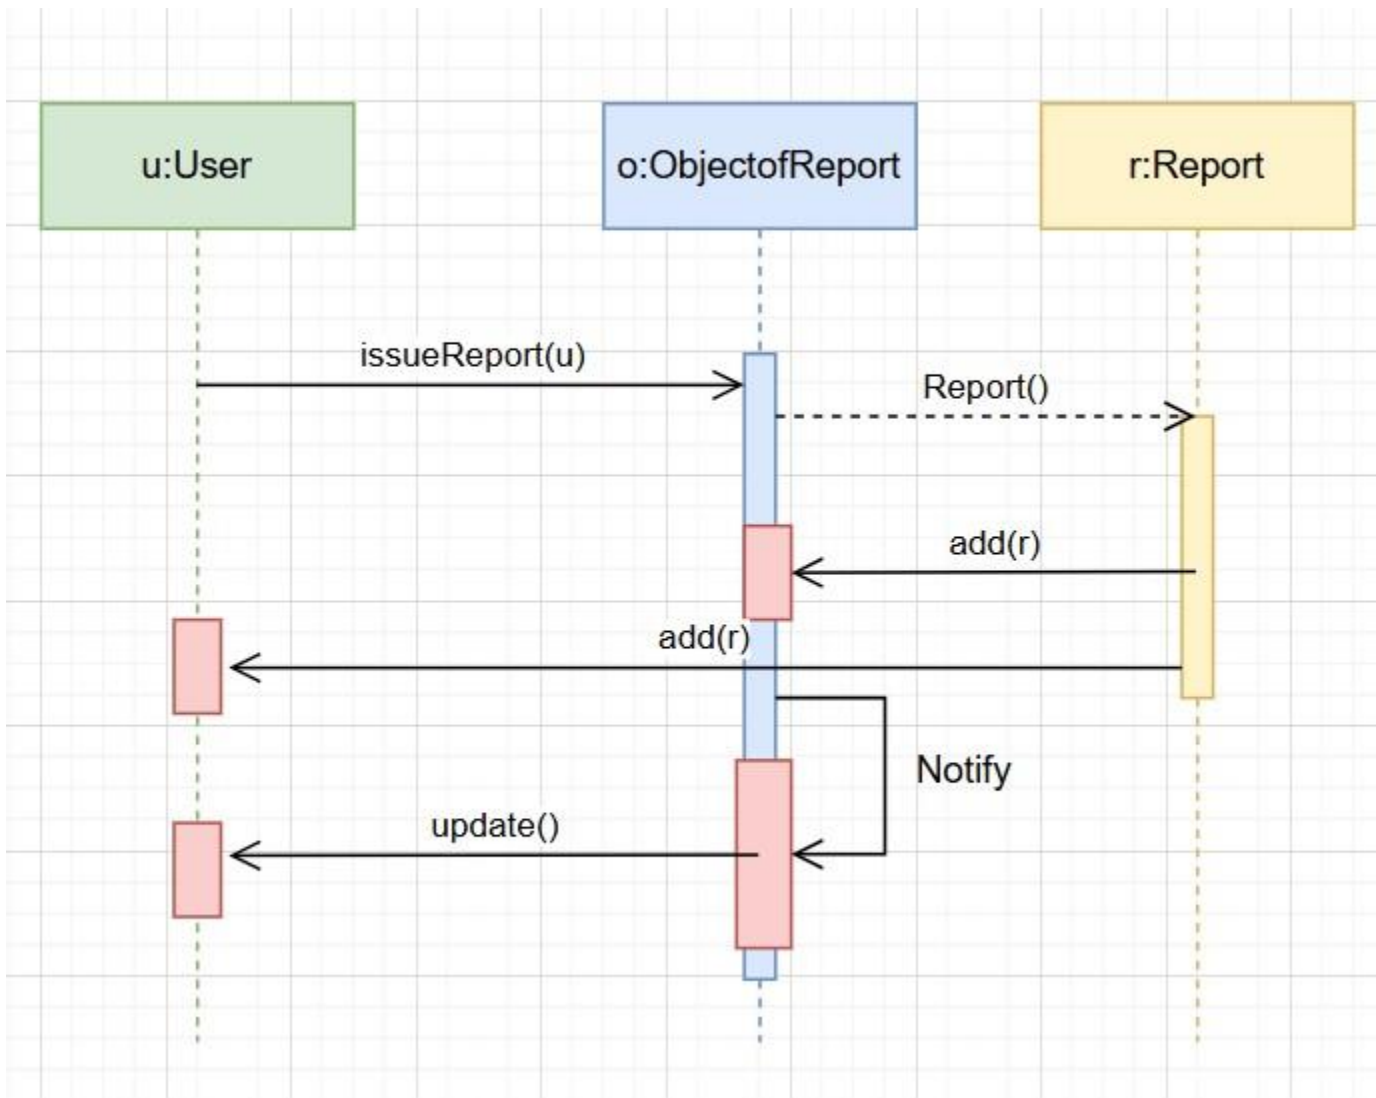 u:User
o:ObjectofReport
r:Report
issueReport(u)
Report()
add(r)
add(r)
Notify
update()